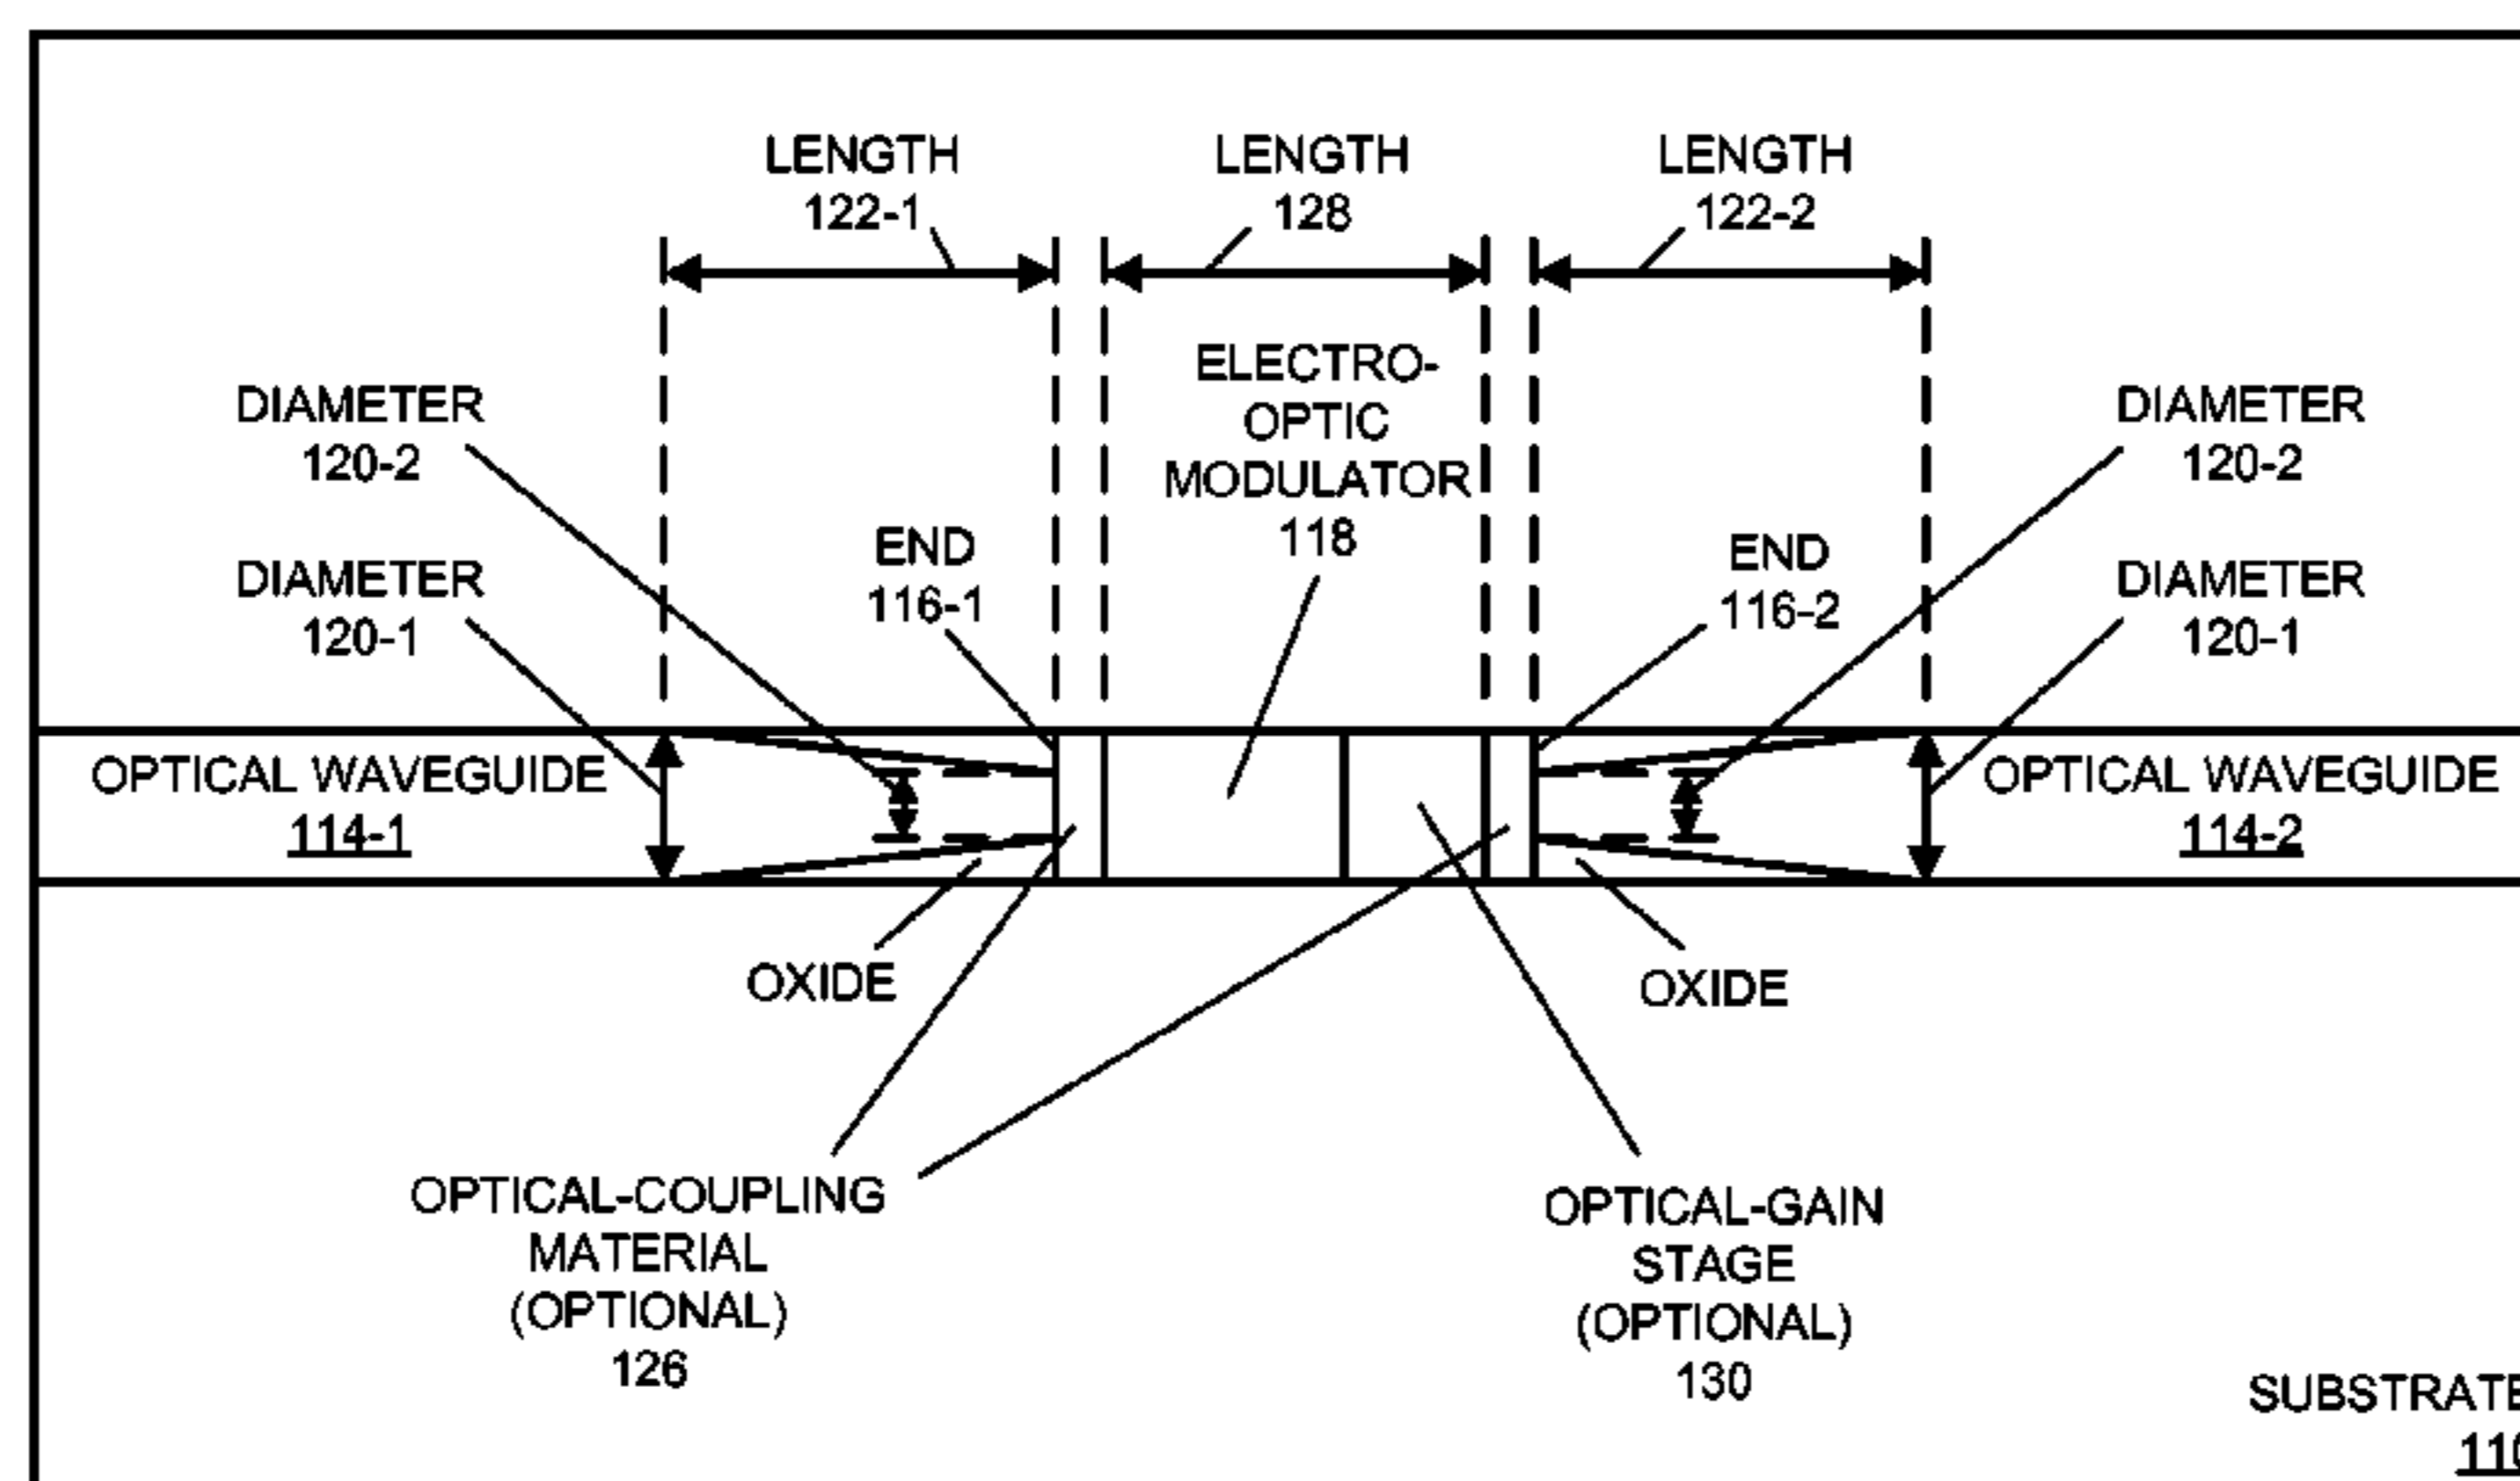 LENGTH
122-1
LENGTH
128
LENGTH
122-2
ELECTRO-
OPTIC
MODULATOR
118
DIAMETER
120-2
DIAMETER
120-2
END
116-1
END
116-2
DIAMETER
120-1
DIAMETER
120-1
OPTICAL WAVEGUIDE
114-1
OPTICAL WAVEGUIDE
114-2
OXIDE
OXIDE
OPTICAL-COUPLING
MATERIAL
(OPTIONAL)
126
OPTICAL-GAIN
STAGE
(OPTIONAL)
130
SUBSTRATE